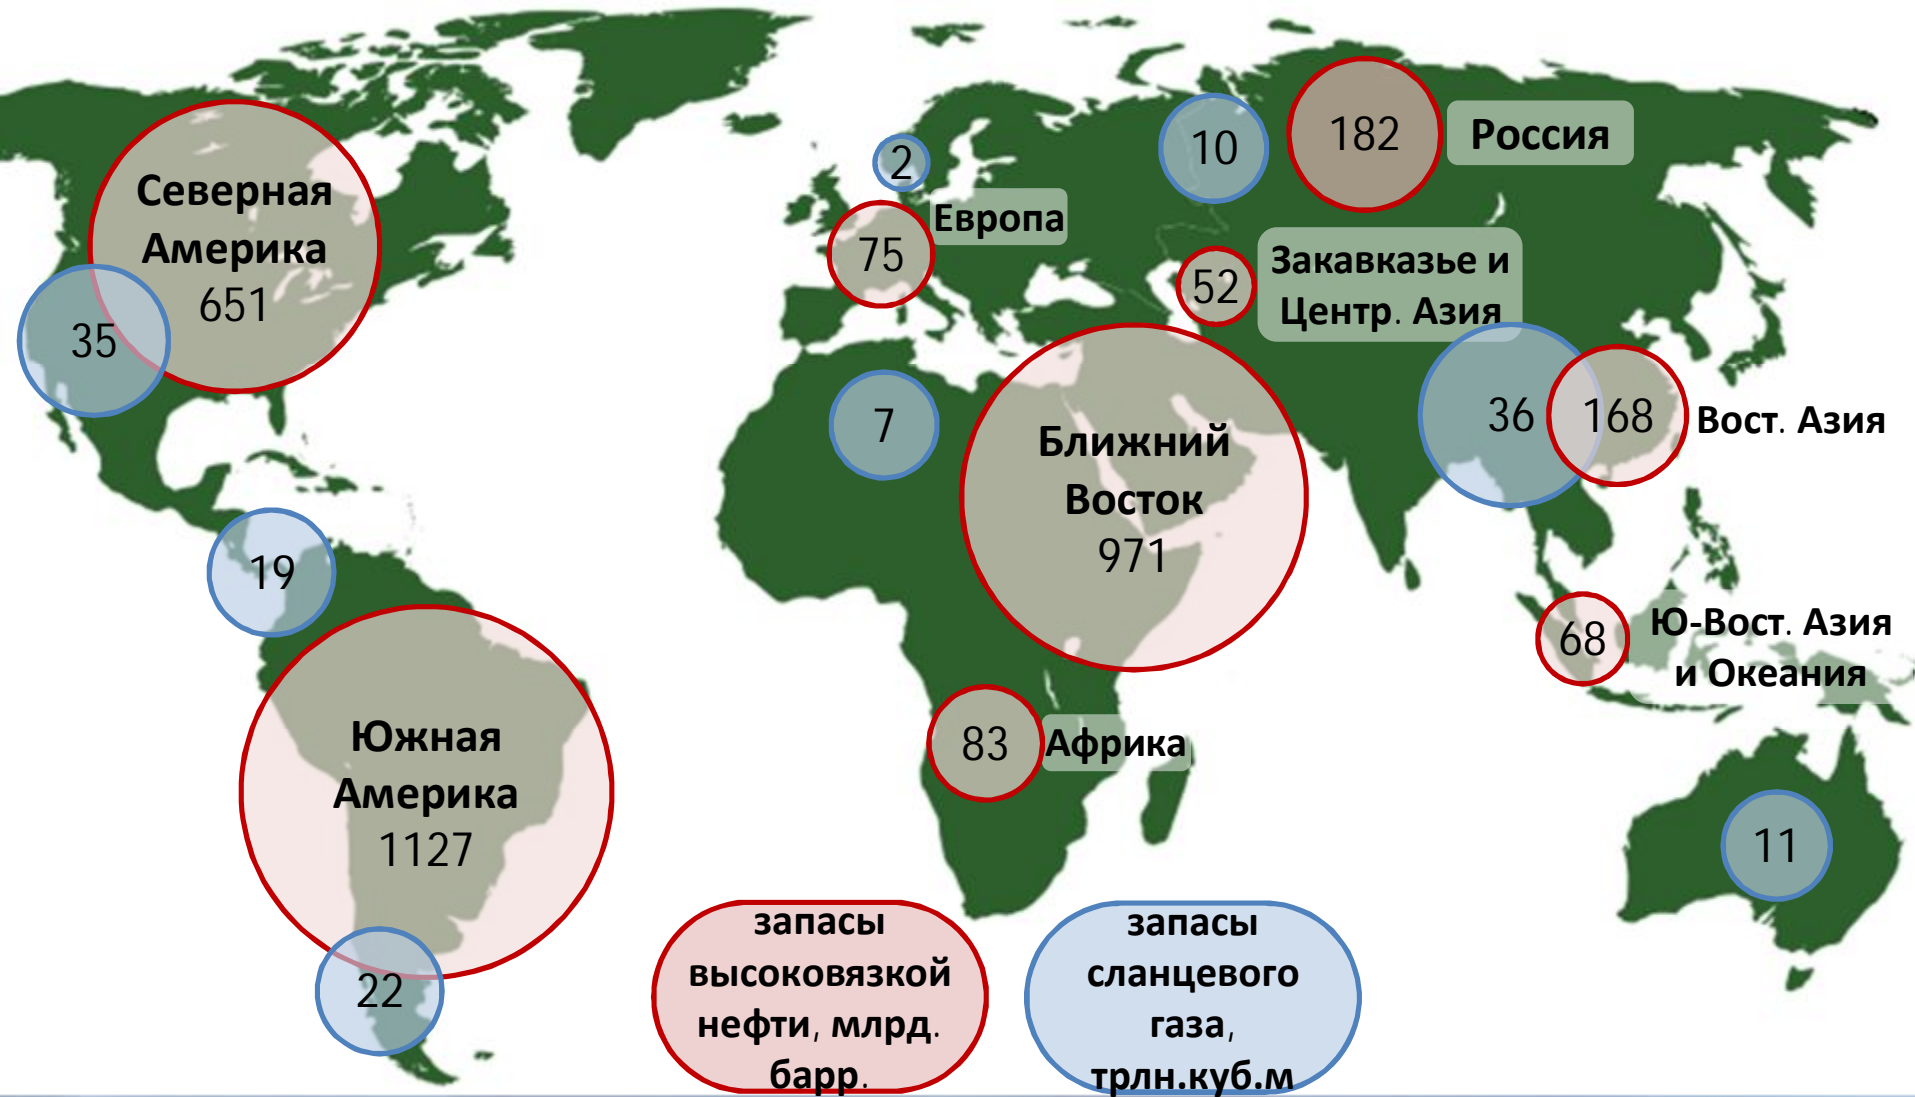 Северная
Америка
651
35
2
10
182
Россия
Европа
75
52
Закавказье и
Центр. Азия
7
Ближний
Восток
971
36
168
Вост. Азия
19
68
Ю-Вост. Азия
и Океания
Южная
Америка
1127
83
Африка
11
22
запасы
высоковязкой
нефти, млрд.
барр.
запасы
сланцевого
газа,
трлн.куб.м